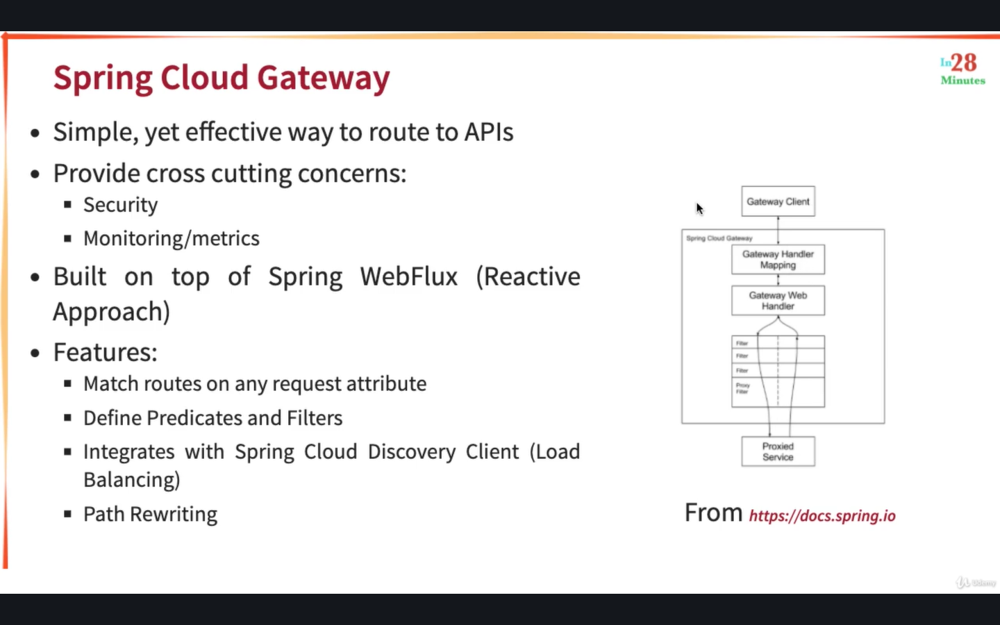 Spring Cloud Gateway
In28
Minutes
• Simple, yet effective way to route to APIs
• Provide cross cutting concerns:
▪ Security
▪ Monitoring/metrics
• Built on top of Spring WebFlux (Reactive
Approach)
• Features:
▪ Match routes on any request attribute
▪ Define Predicates and Filters
▪ Integrates with Spring Cloud Discovery Client (Load
Balancing)
▪ Path Rewriting
Gateway Client
Spring Cloud Gateway
Gateway Handler
Mapping
Gateway Web
Handler
Filter
Filter
Filter
Proxy
Filter
Proxied
Service
From https://docs.spring.io
Udemy